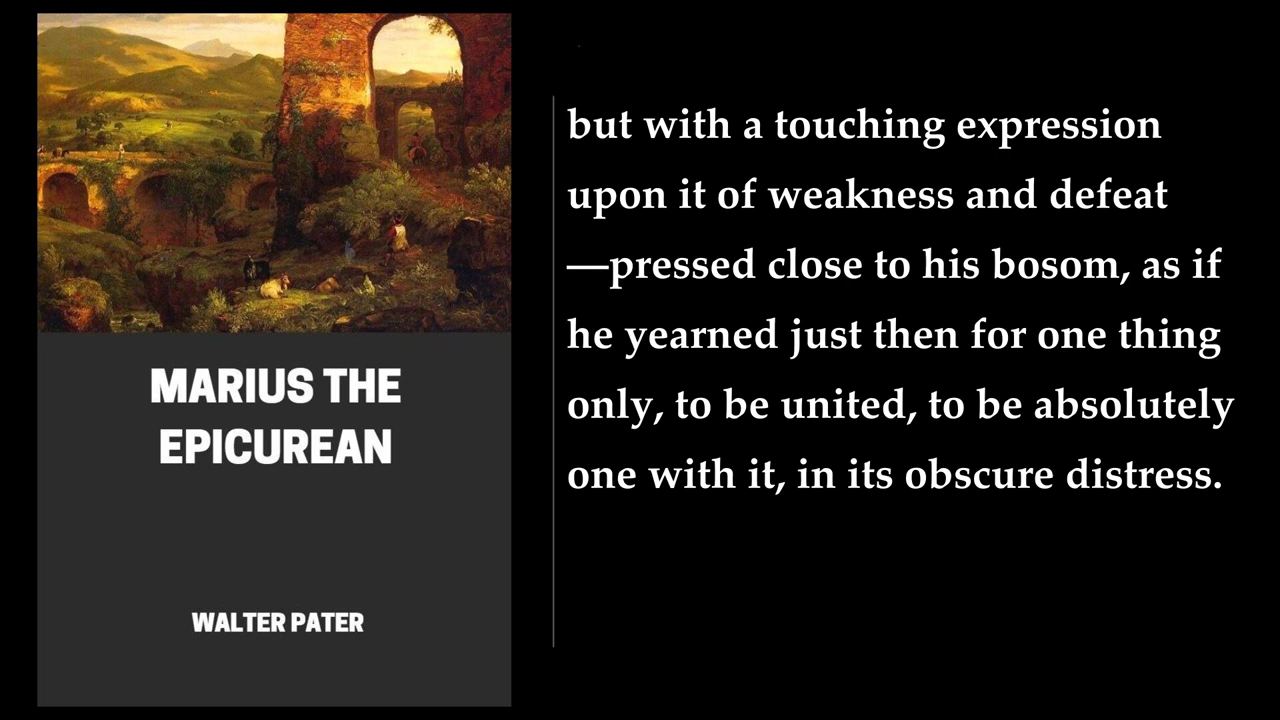 MARIUS THE
EPICUREAN
WALTER PATER
but with a touching expression
upon it of weakness and defeat
—pressed close to his bosom, as if
he yearned just then for one thing
only, to be united, to be absolutely
one with it, in its obscure distress.